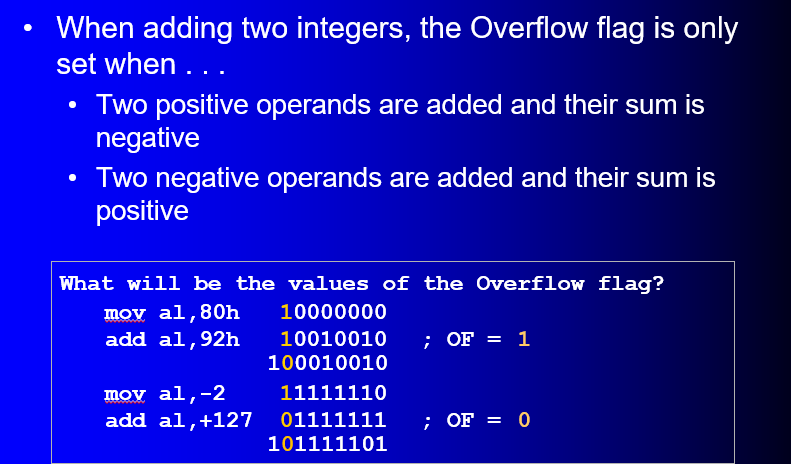 • When adding two integers, the Overflow flag is only
set when . . .
• Two positive operands are added and their sum is
negative
• Two negative operands are added and their sum is
positive
What will be the values of the Overflow flag?
mov al,80h 10000000
add al,92h 10010010 ; OF = 1
100010010
mov al,-2 11111110
add al,+127 01111111 ; OF = 0
101111101